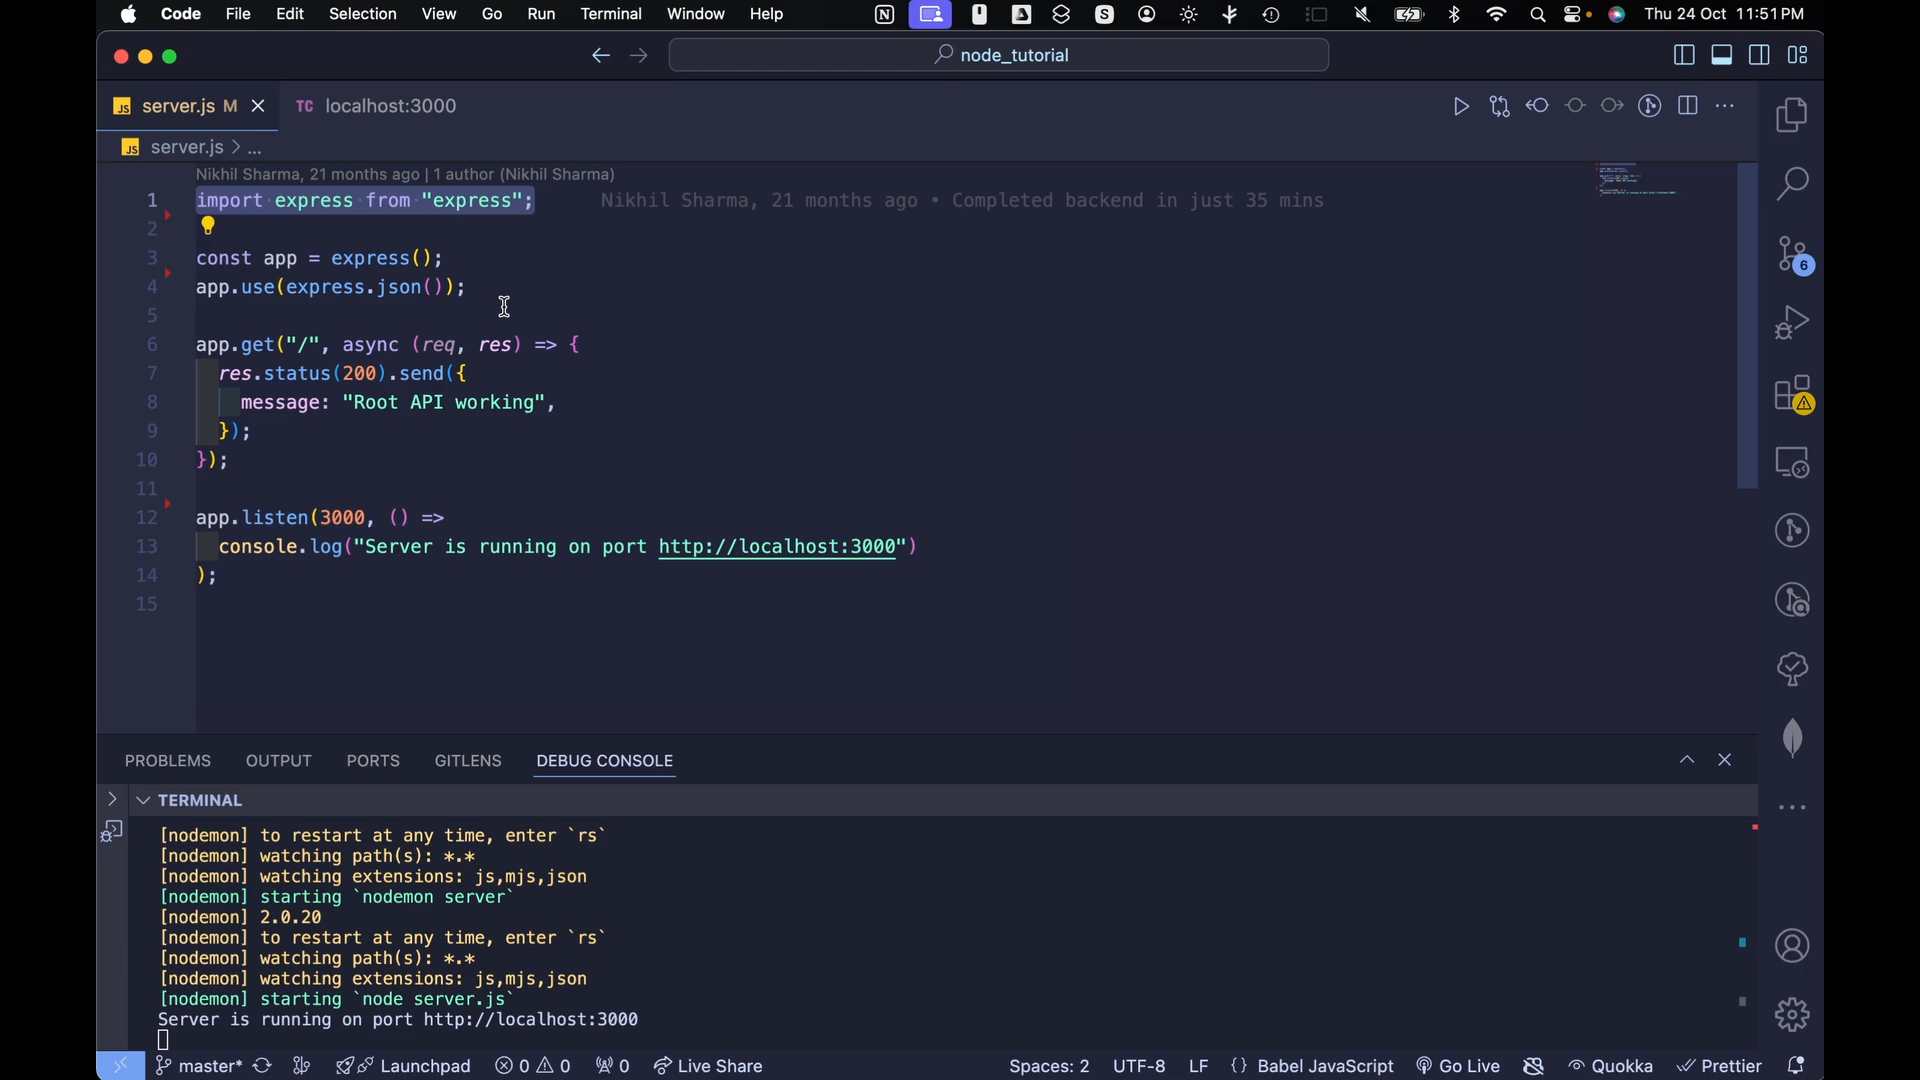 Code File Edit Selection View Go Run Terminal Window Help Thu 24 Oct 11:51 PM
node_tutorial
JS server.js M TC localhost:3000
JS server.js > ...
Nikhil Sharma, 21 months ago | 1 author (Nikhil Sharma)
1 import express from "express"; Nikhil Sharma, 21 months ago • Completed backend in just 35 mins
2
3 const app = express();
4 app.use(express.json());
5
6 app.get("/", async (req, res) => {
7 res.status(200).send({
8 message: "Root API working",
9 });
10 });
11
12 app.listen(3000, () =>
13 console.log("Server is running on port http://localhost:3000")
14 );
15
6
PROBLEMS OUTPUT PORTS GITLENS DEBUG CONSOLE
TERMINAL
[nodemon] to restart at any time, enter `rs`
[nodemon] watching path(s): *.*
[nodemon] watching extensions: js,mjs,json
[nodemon] starting `nodemon server`
[nodemon] 2.0.20
[nodemon] to restart at any time, enter `rs`
[nodemon] watching path(s): *.*
[nodemon] watching extensions: js,mjs,json
[nodemon] starting `node server.js`
Server is running on port http://localhost:3000
master* Launchpad 0 0 0 Live Share Spaces: 2 UTF-8 LF {} Babel JavaScript Go Live Quokka Prettier